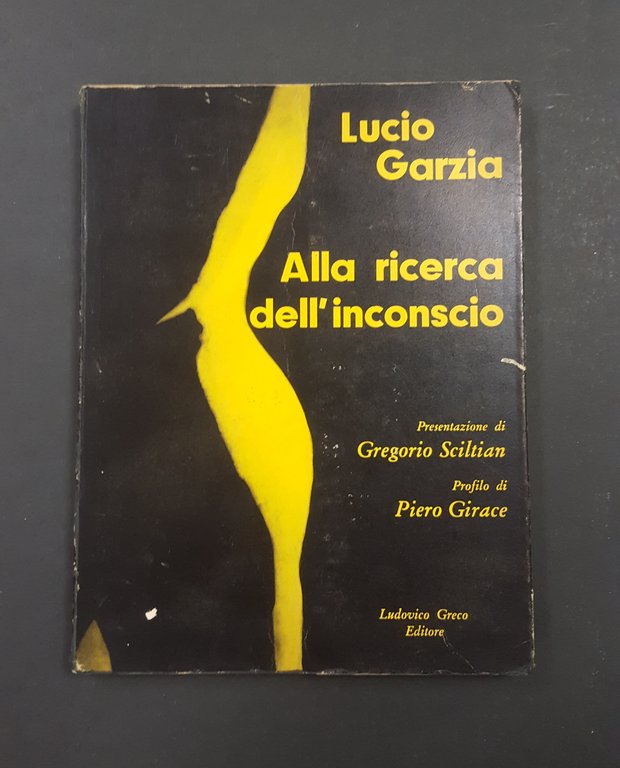 Lucio
Garzia
Alla ricerca
dell'inconscio
Presentazione di
Gregorio Sciltian
Profilo di
Piero Girace
Ludovico Greco
Editore